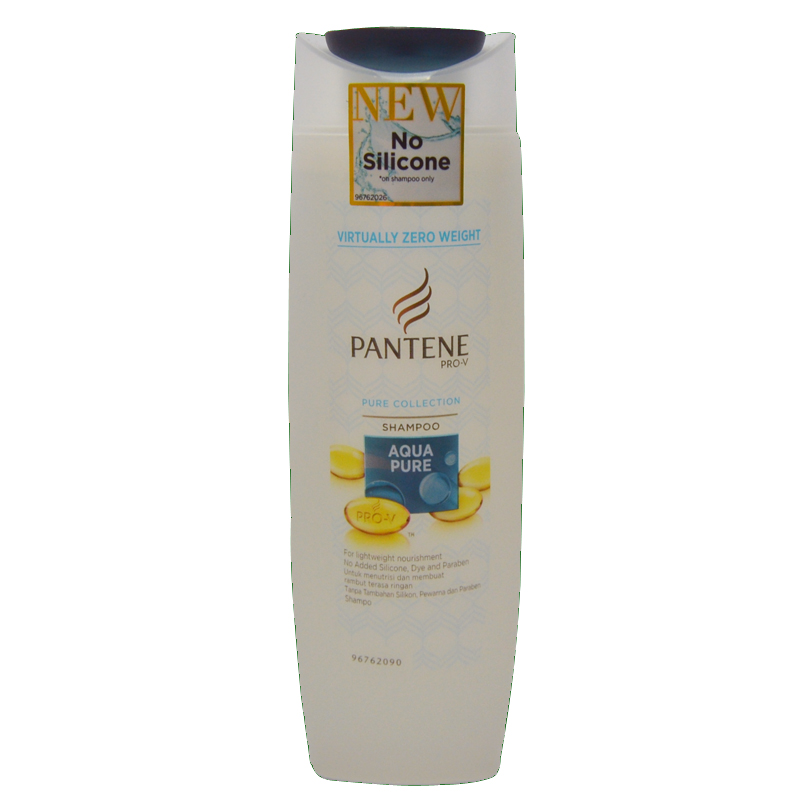 NEW
No
Silicone
*on shampoo only
96762026
VIRTUALLY ZERO WEIGHT
PANTENE
PRO-V
PURE COLLECTION
SHAMPOO
AQUA
PURE
PRO-V
TM
For lightweight nourishment
No Added Silicone, Dye and Paraben
Untuk menutrisi dan membuat
rambut terasa ringan
Tanpa Tambahan Silikon, Pewarna dan Paraben
Shampo
96762090